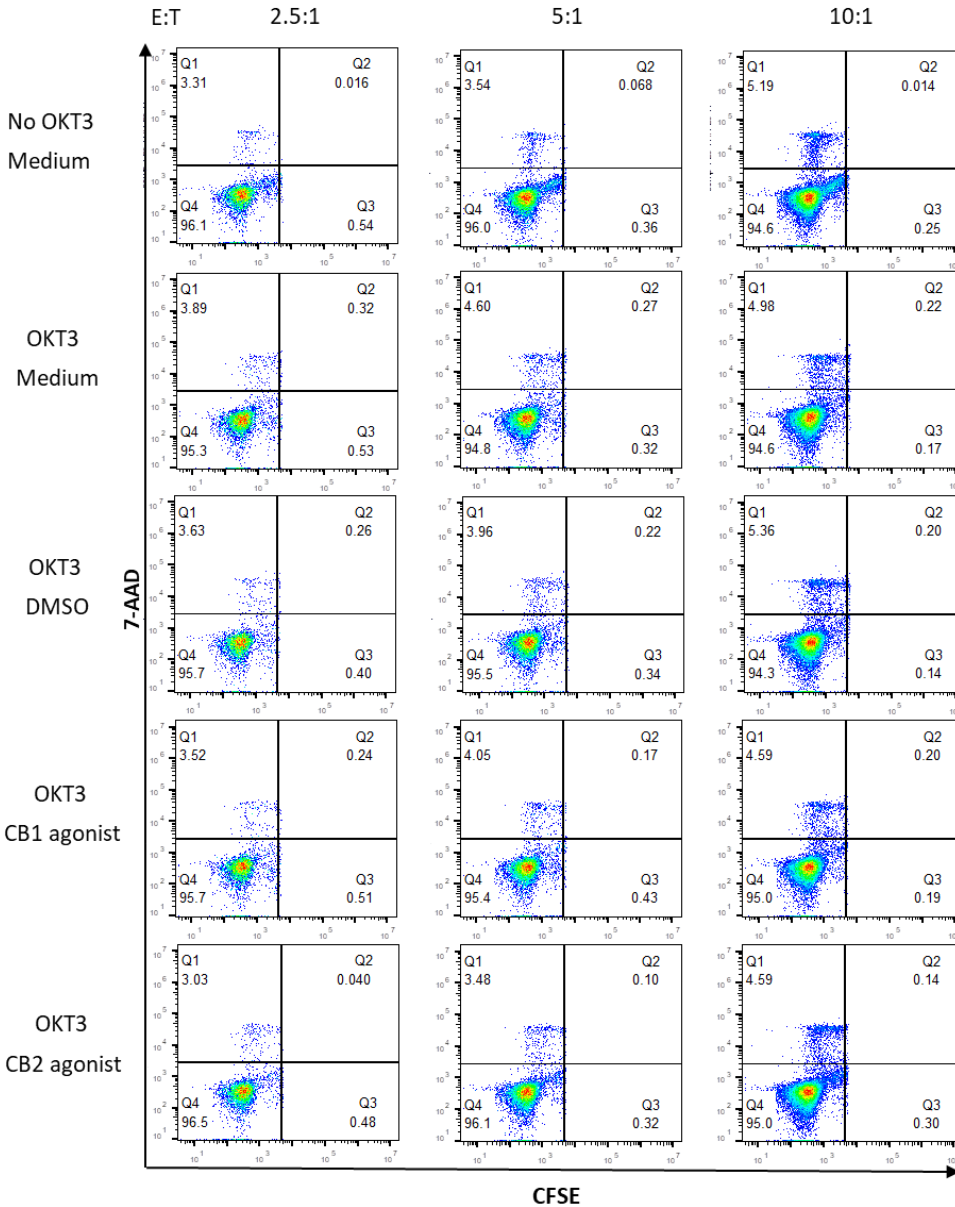 E:T 2.5:1 5:1 10:1
No OKT3
Medium
Q1 Q2 Q1 Q2 Q1 Q2
3.31 0.016 3.54 0.068 5.19 0.014
Q4 Q3 Q4 Q3 Q4 Q3
96.1 0.54 96.0 0.36 94.6 0.25
OKT3
Medium
Q1 Q2 Q1 Q2 Q1 Q2
3.89 0.32 4.60 0.27 4.98 0.22
Q4 Q3 Q4 Q3 Q4 Q3
95.3 0.53 94.8 0.32 94.6 0.17
OKT3
DMSO
Q1 Q2 Q1 Q2 Q1 Q2
3.63 0.26 3.96 0.22 5.36 0.20
Q4 Q3 Q4 Q3 Q4 Q3
95.7 0.40 95.5 0.34 94.3 0.14
OKT3
CB1 agonist
Q1 Q2 Q1 Q2 Q1 Q2
3.52 0.24 4.05 0.17 4.59 0.20
Q4 Q3 Q4 Q3 Q4 Q3
95.7 0.51 95.4 0.43 95.0 0.19
OKT3
CB2 agonist
Q1 Q2 Q1 Q2 Q1 Q2
3.03 0.040 3.48 0.10 4.59 0.14
Q4 Q3 Q4 Q3 Q4 Q3
96.5 0.48 96.1 0.32 95.0 0.30
7-AAD
CFSE